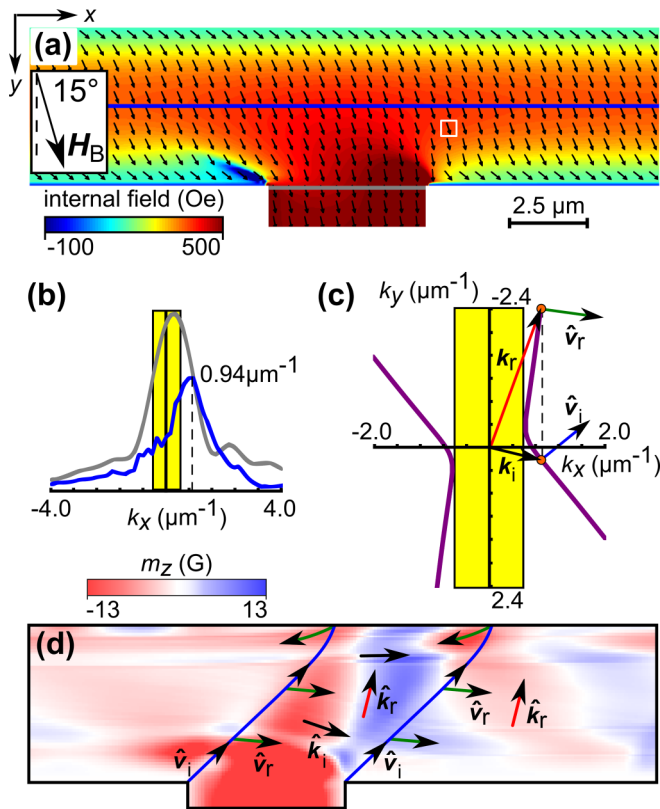 x
(a)
y
15°
H_B
internal field (Oe)
-100 500
2.5 µm
(b)
0.94µm⁻¹
-4.0 4.0
k_x (µm⁻¹)
(c)
k_y (µm⁻¹)
-2.4
k_r
v̂_r
v̂_i
-2.0 2.0
k_i
k_x (µm⁻¹)
2.4
m_z (G)
-13 13
(d)
k̂_r
v̂_r
k̂_r
v̂_i
v̂_r
k̂_i
v̂_i